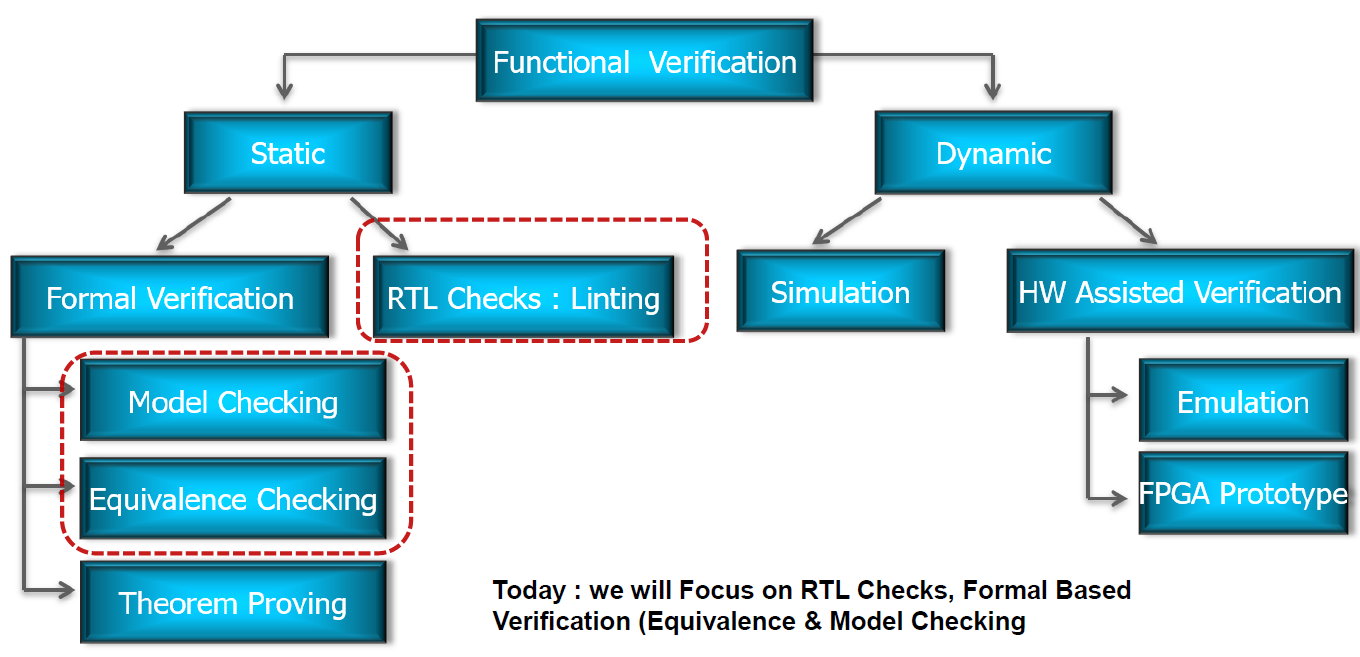 Functional Verification
Static
Dynamic
Formal Verification
RTL Checks : Linting
Simulation
HW Assisted Verification
Model Checking
Emulation
Equivalence Checking
FPGA Prototype
Theorem Proving
Today : we will Focus on RTL Checks, Formal Based
Verification (Equivalence & Model Checking